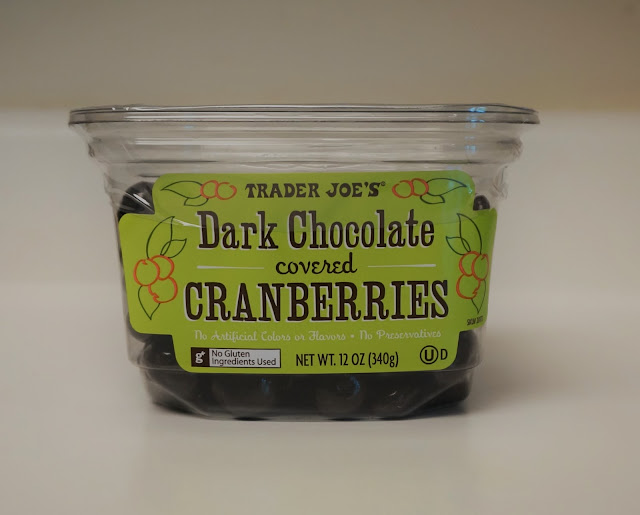 TRADER JOE'S®
Dark Chocolate
covered
CRANBERRIES
No Artificial Colors or Flavors • No Preservatives
g No Gluten
Ingredients Used
NET WT. 12 OZ (340g)
U D